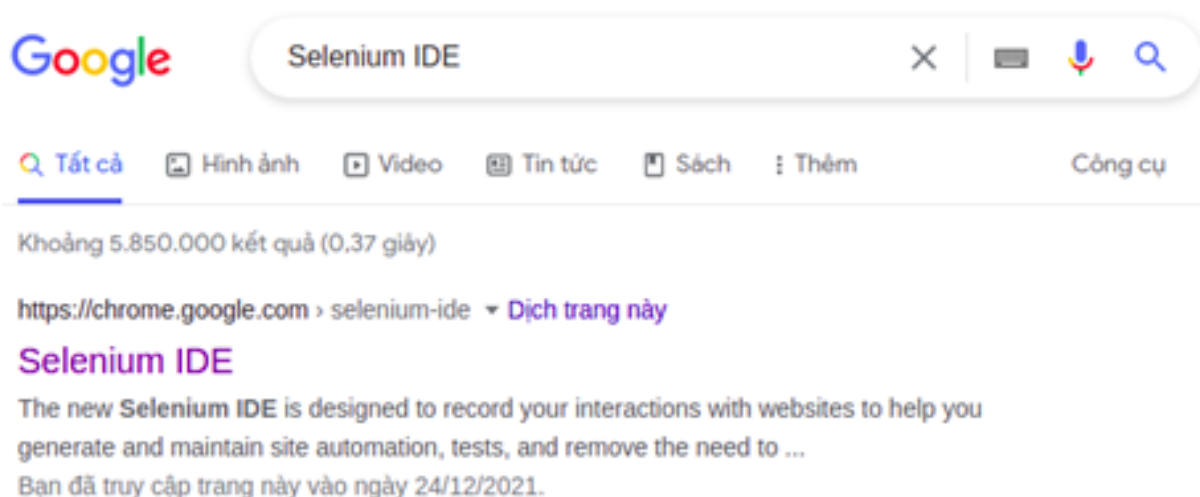 Google
Selenium IDE
Tất cả Hình ảnh Video Tin tức Sách Thêm Công cụ
Khoảng 5.850.000 kết quả (0,37 giây)
https://chrome.google.com › selenium-ide Dịch trang này
Selenium IDE
The new Selenium IDE is designed to record your interactions with websites to help you
generate and maintain site automation, tests, and remove the need to ...
Bạn đã truy cập trang này vào ngày 24/12/2021.